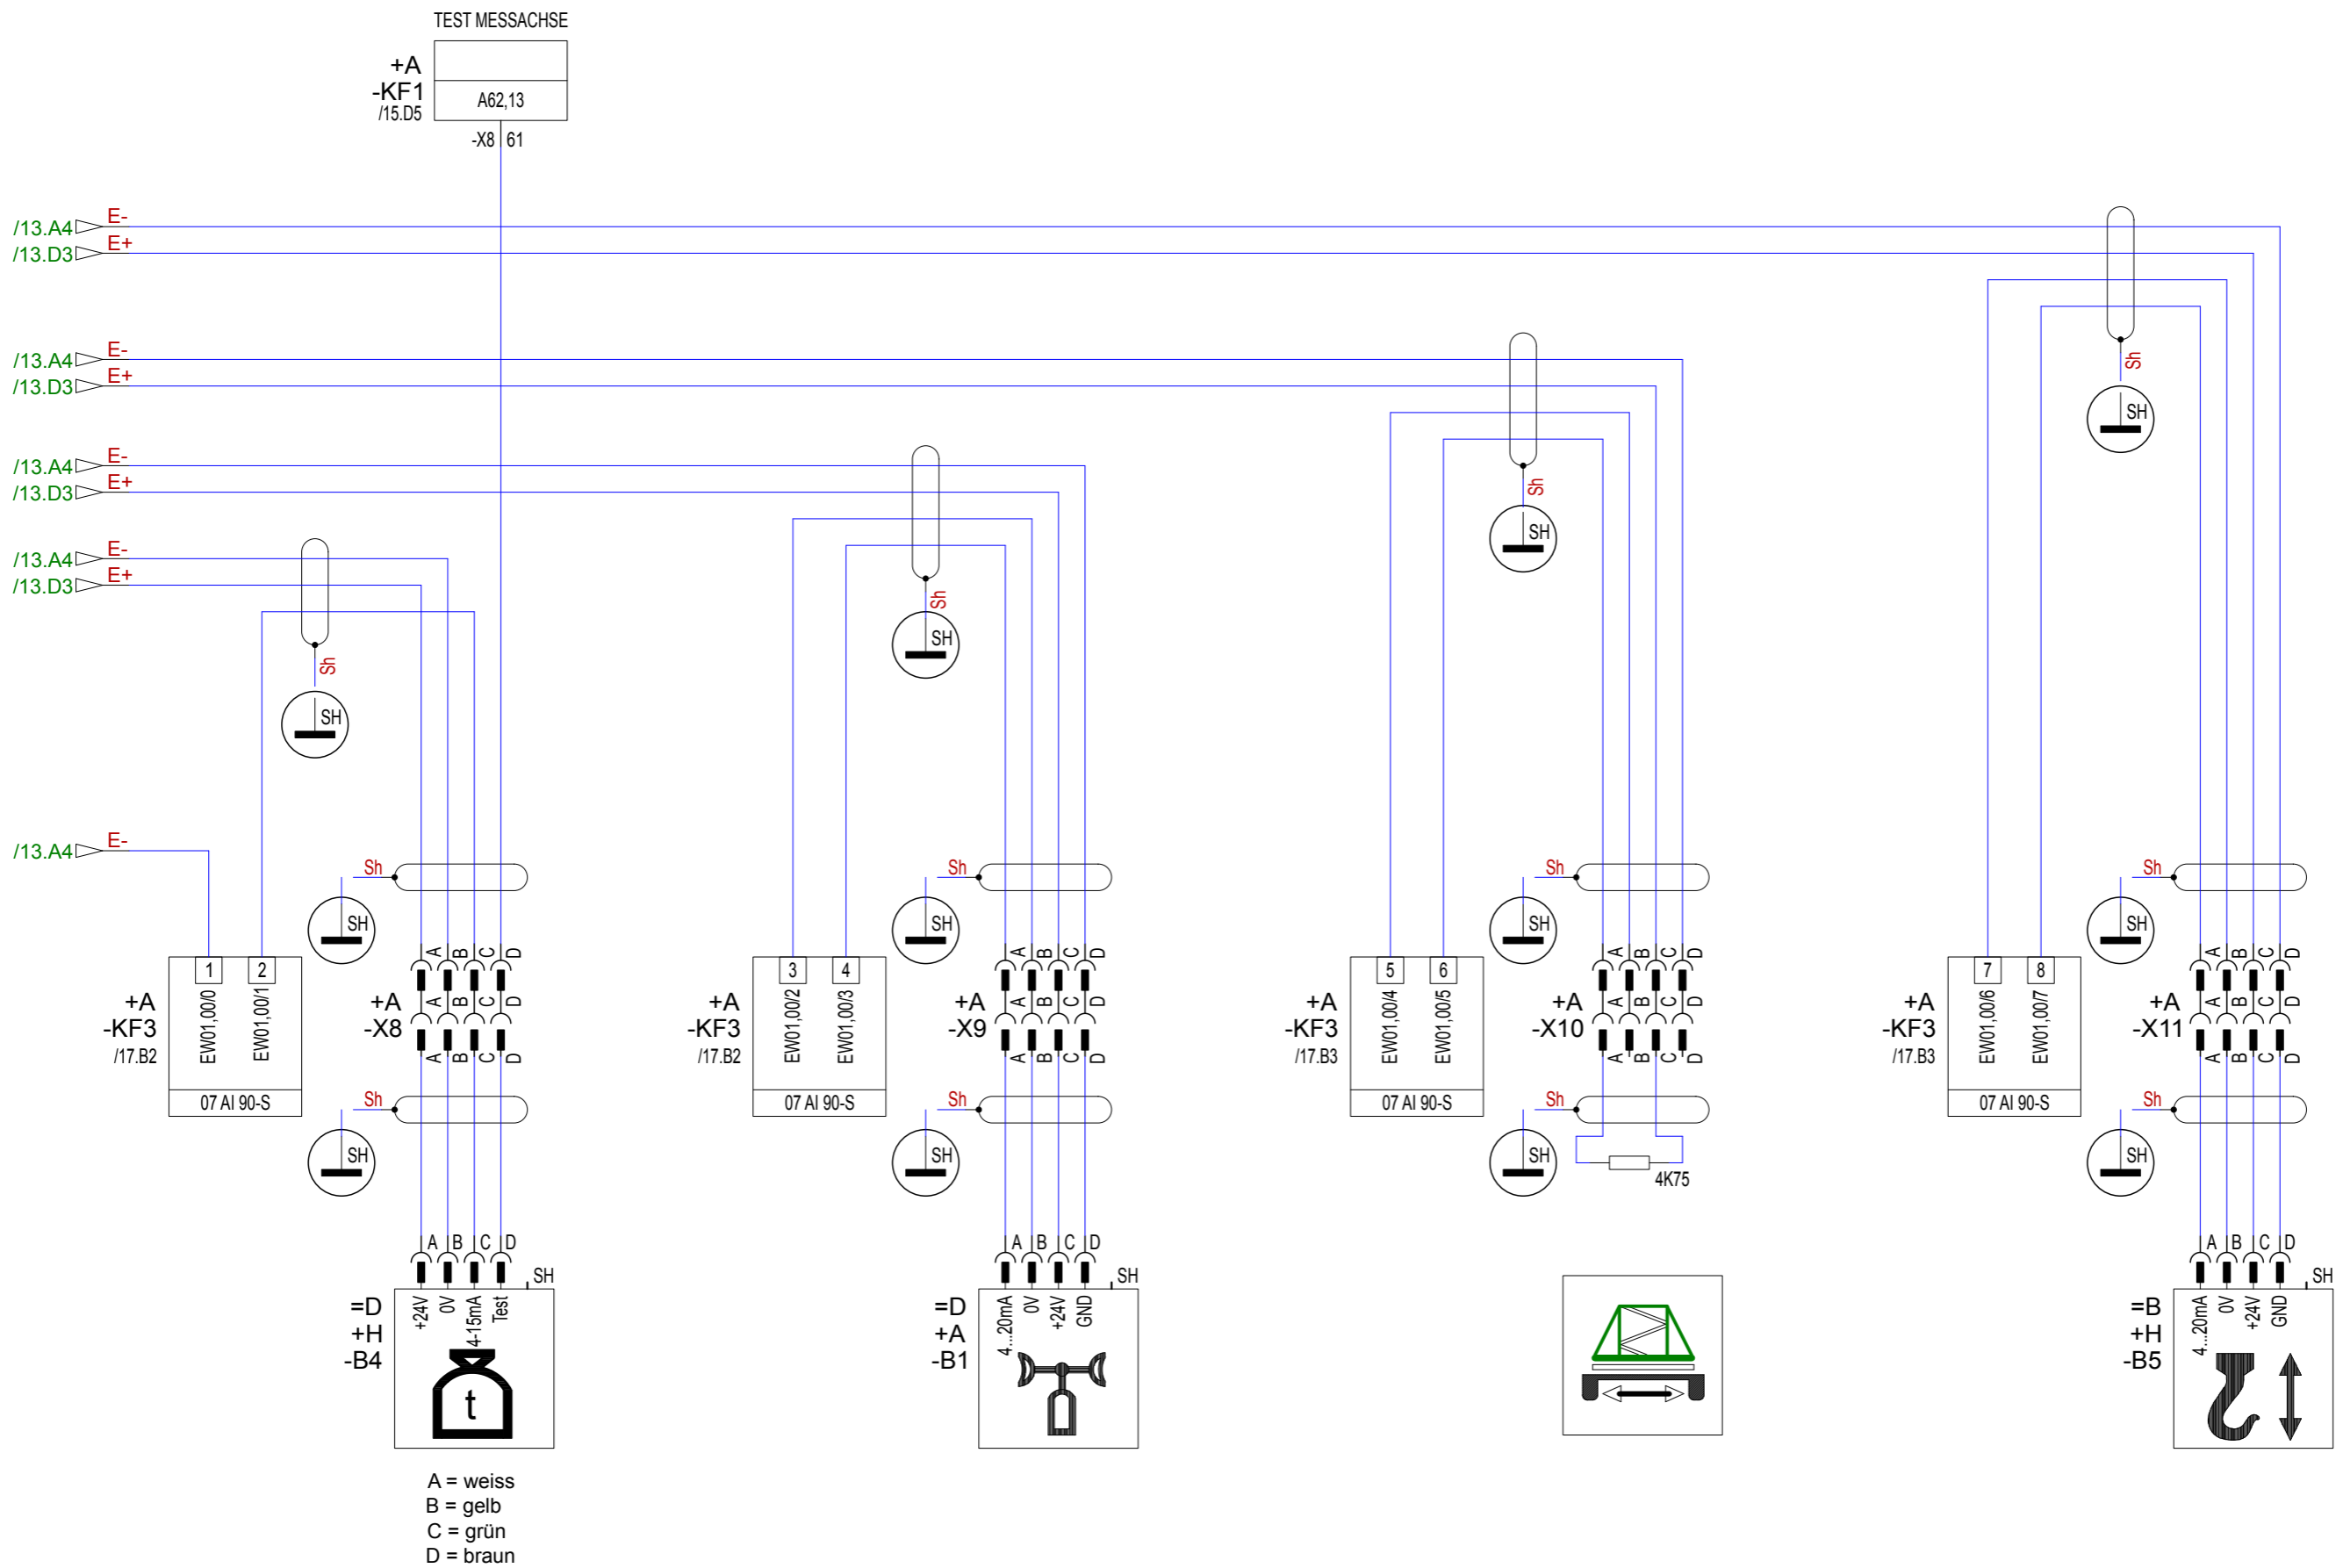 TEST MESSACHSE
+A
-KF1
/15.D5
A62,13
-X8 61
/13.A4 E-
/13.D3 E+
/13.A4 E-
/13.D3 E+
/13.A4 E-
/13.D3 E+
/13.A4 E-
/13.D3 E+
Sh
SH
Sh
SH
Sh
SH
Sh
SH
/13.A4 E-
Sh
SH
Sh
SH
Sh
SH
Sh
SH
+A
-KF3
/17.B2
1 2
EW01,00/0
EW01,00/1
07 AI 90-S
+A
-X8
A B C D
A B C D
A B C D
+A
-KF3
/17.B2
3 4
EW01,00/2
EW01,00/3
07 AI 90-S
+A
-X9
A B C D
A B C D
A B C D
+A
-KF3
/17.B3
5 6
EW01,00/4
EW01,00/5
07 AI 90-S
+A
-X10
A B C D
A B C D
A B C D
+A
-KF3
/17.B3
7 8
EW01,00/6
EW01,00/7
07 AI 90-S
+A
-X11
A B C D
A B C D
A B C D
Sh
SH
Sh
SH
Sh
SH
4K75
Sh
SH
A B C D
SH
=D
+H
-B4
+24V
0V
4-15mA
Test
t
A B C D
SH
=D
+A
-B1
4...20mA
0V
+24V
GND
A B C D
SH
=B
+H
-B5
4...20mA
0V
+24V
GND
A = weiss
B = gelb
C = grün
D = braun